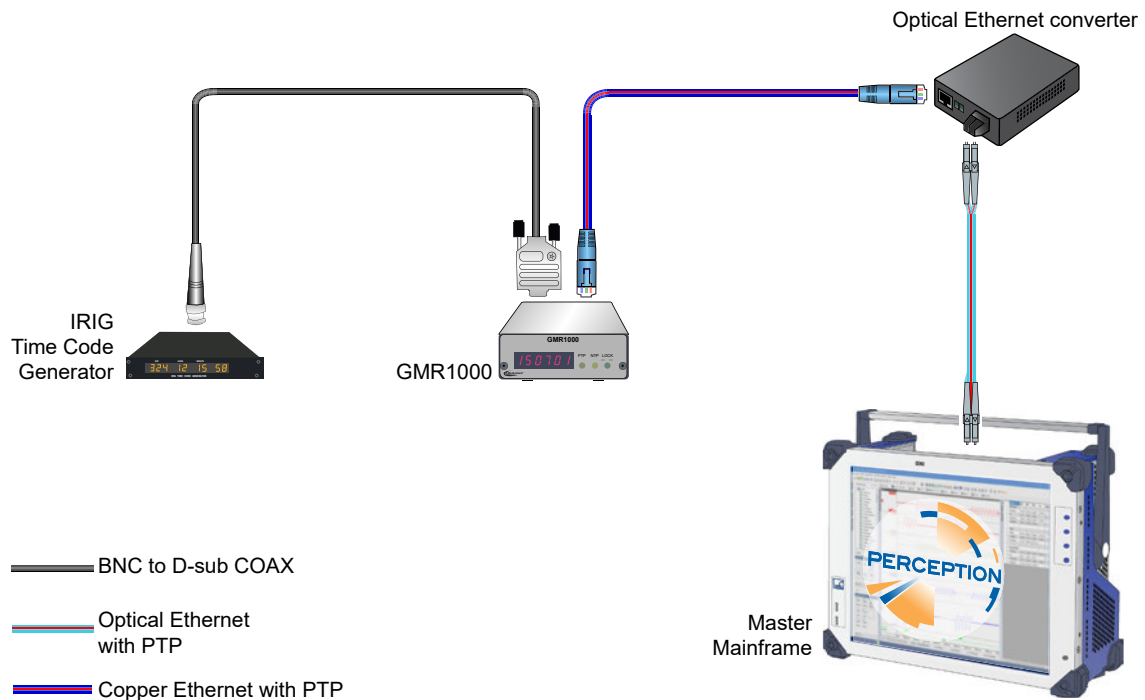 Optical Ethernet converter
IRIG
Time Code
Generator
324 12 15 58
GMR1000
150701
PTP NTP LOCK
GMR1000
PERCEPTION
Master
Mainframe
BNC to D-sub COAX
Optical Ethernet
with PTP
Copper Ethernet with PTP